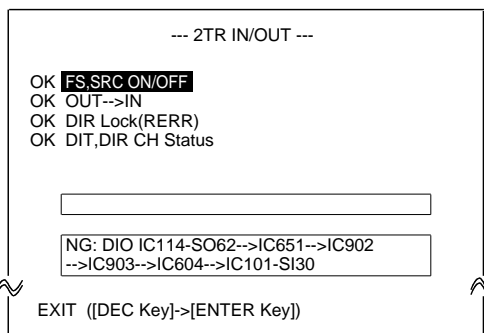 --- 2TR IN/OUT ---
OK FS,SRC ON/OFF
OK OUT-->IN
OK DIR Lock(RERR)
OK DIT,DIR CH Status
NG: DIO IC114-SO62-->IC651-->IC902
-->IC903-->IC604-->IC101-SI30
EXIT ([DEC Key]->[ENTER Key])